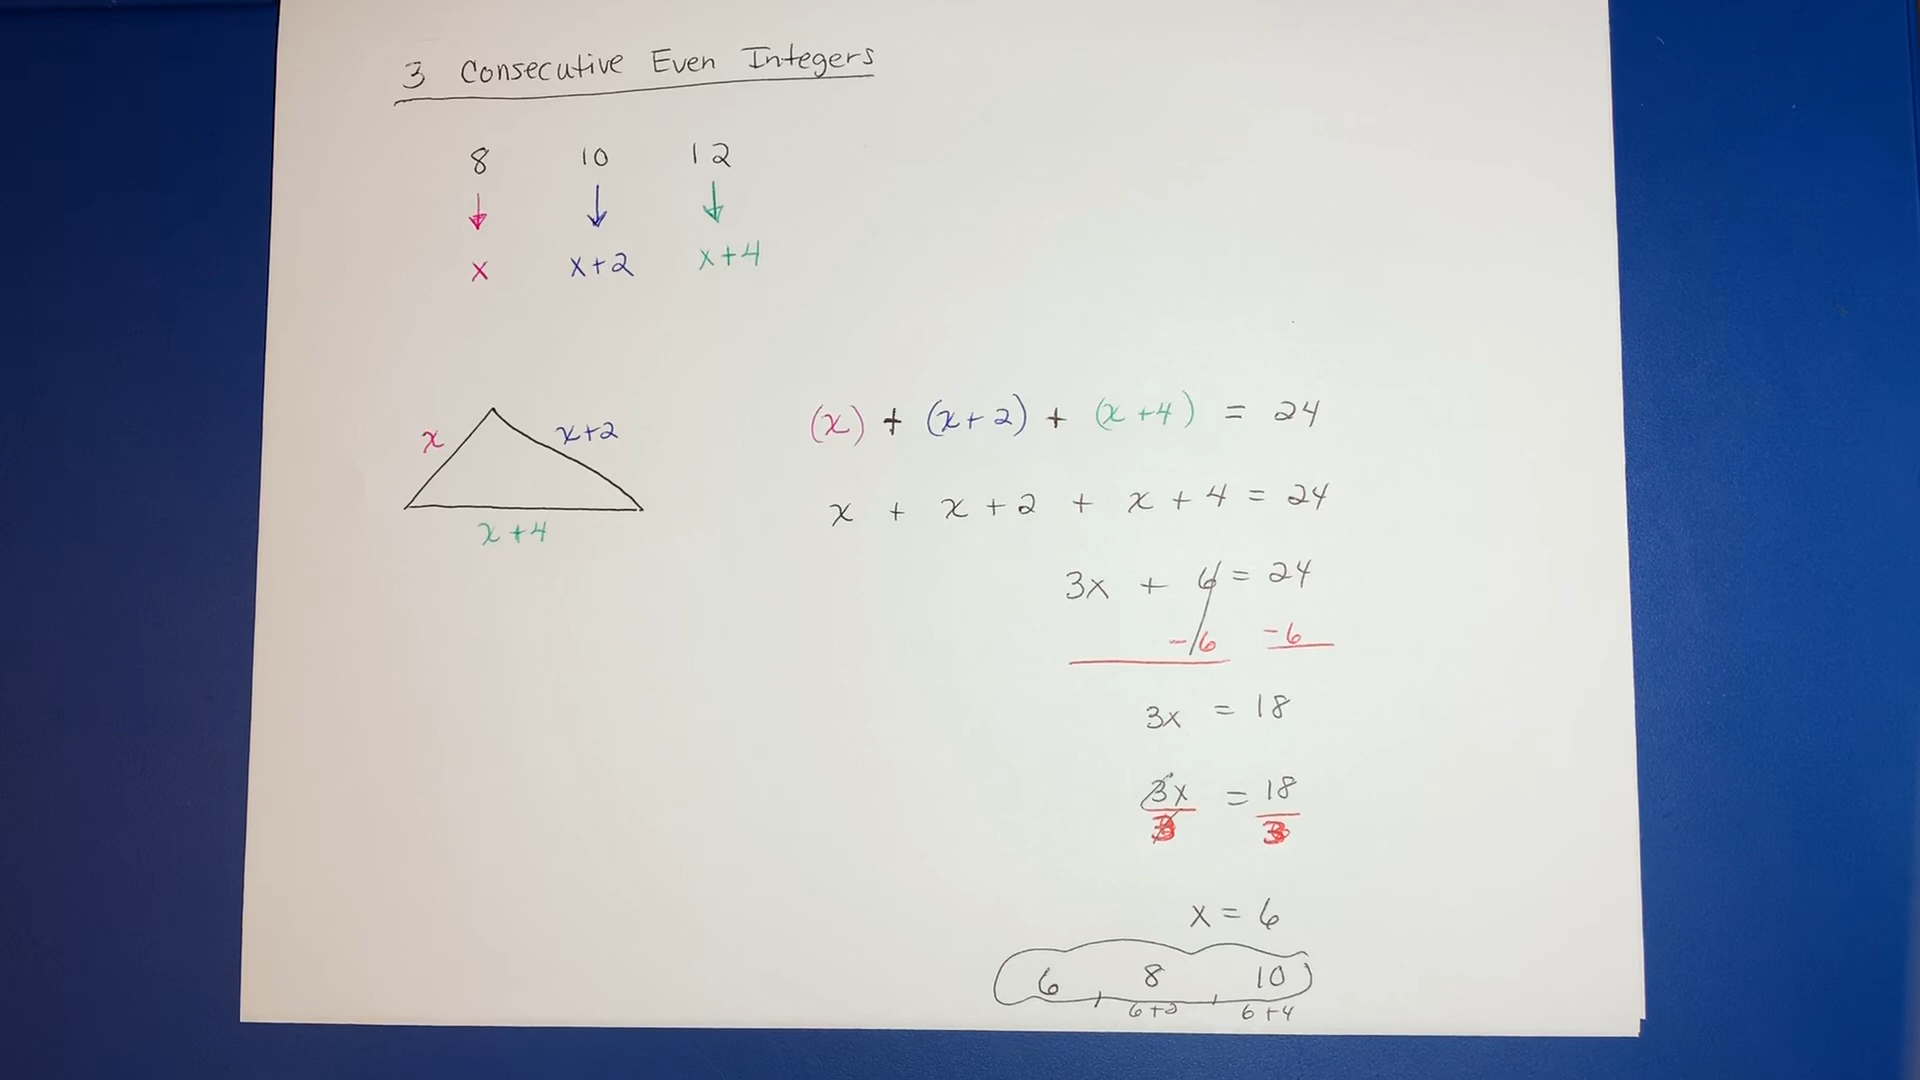 3 Consecutive Even Integers
8 10 12
x x+2 x+4
x x+2
x+4
(x) + (x+2) + (x+4) = 24
x + x+2 + x+4 = 24
3x + 6 = 24
-6 -6
3x = 18
3x = 18
3 3
x = 6
6, 8, 10
6+2 6+4